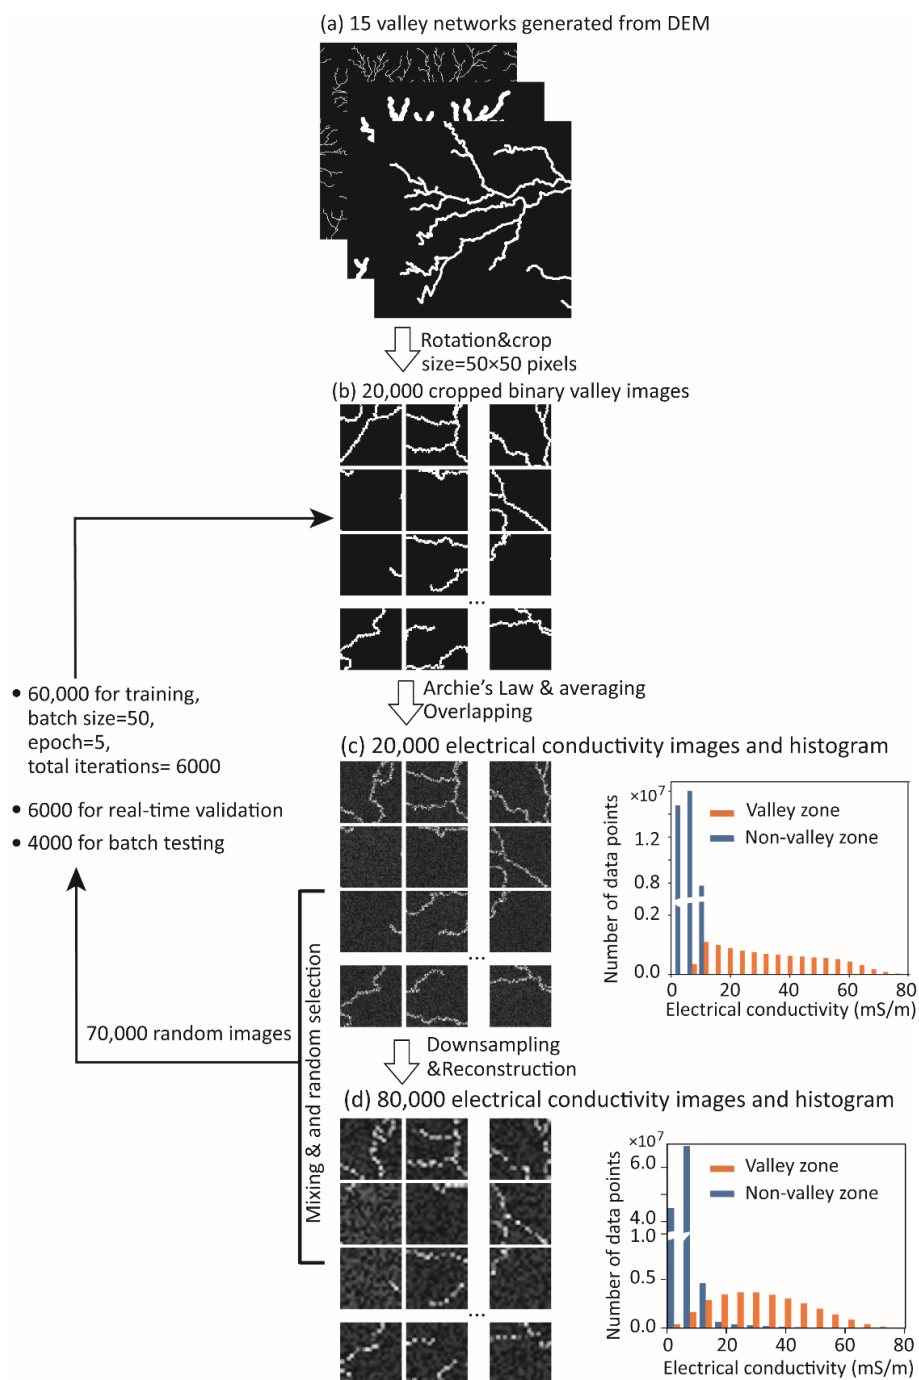 (a) 15 valley networks generated from DEM
Rotation&crop
size=50×50 pixels
(b) 20,000 cropped binary valley images
...
Archie's Law & averaging
Overlapping
• 60,000 for training,
batch size=50,
epoch=5,
total iterations= 6000
• 6000 for real-time validation
• 4000 for batch testing
(c) 20,000 electrical conductivity images and histogram
...
×10⁷
1.2
0.8
0.2
0.0
Number of data points
Valley zone
Non-valley zone
20
40
60
80
Electrical conductivity (mS/m)
Mixing & and random selection
70,000 random images
Downsampling
&Reconstruction
(d) 80,000 electrical conductivity images and histogram
...
×10⁷
6.0
4.0
1.0
0.5
0.0
Number of data points
Valley zone
Non-valley zone
0
20
40
60
80
Electrical conductivity (mS/m)